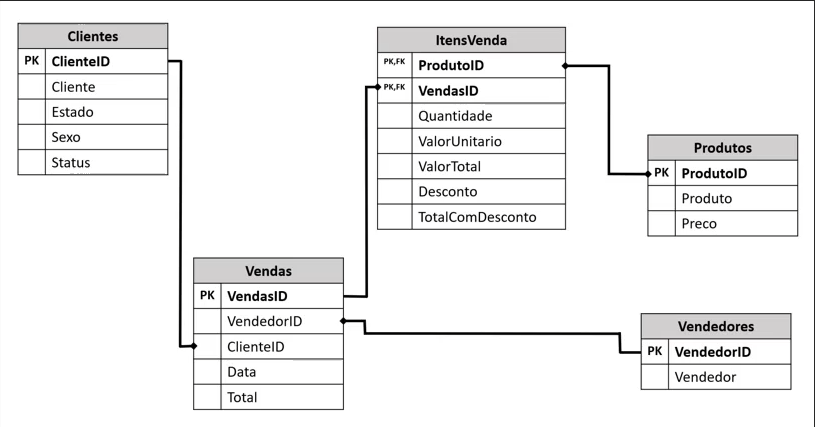 Clientes
PK ClienteID
Cliente
Estado
Sexo
Status
ItensVenda
PK,FK ProdutoID
PK,FK VendasID
Quantidade
ValorUnitario
ValorTotal
Desconto
TotalComDesconto
Produtos
PK ProdutoID
Produto
Preco
Vendas
PK VendasID
VendedorID
ClienteID
Data
Total
Vendedores
PK VendedorID
Vendedor